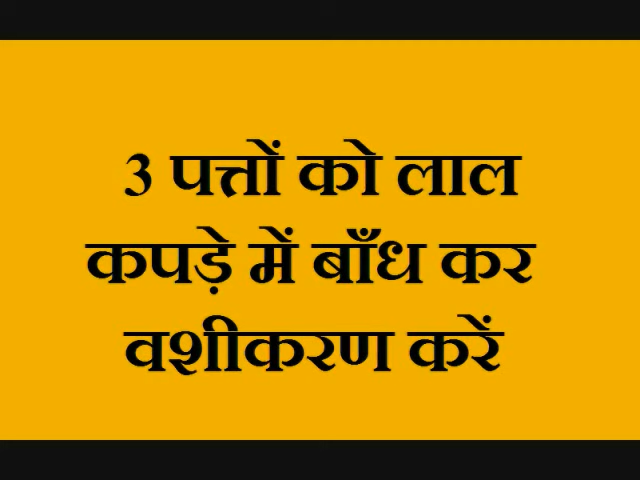 3 पत्तों को लाल
कपड़े में बाँध कर
वशीकरण करें